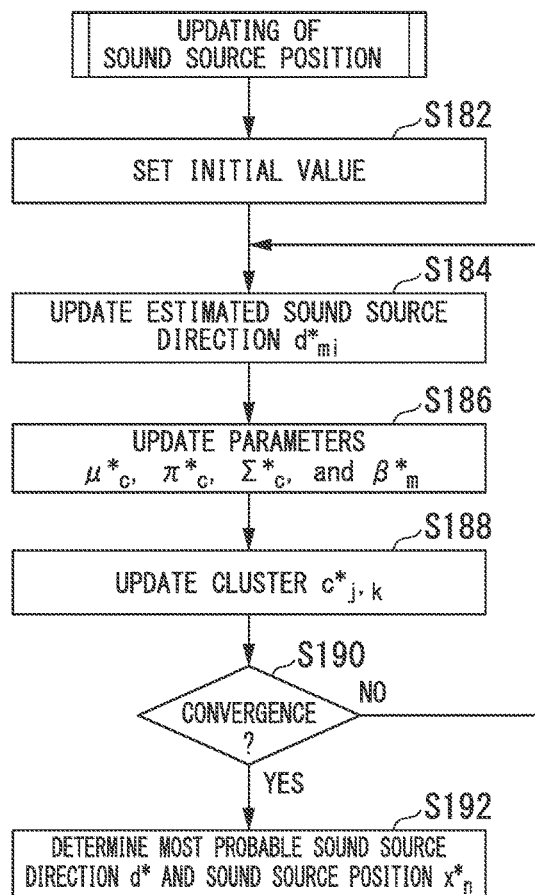 UPDATING OF
SOUND SOURCE POSITION
S182
SET INITIAL VALUE
S184
UPDATE ESTIMATED SOUND SOURCE
DIRECTION d*mi
S186
UPDATE PARAMETERS
μ*c, π*c, Σ*c, and β*m
S188
UPDATE CLUSTER c*j,k
S190
CONVERGENCE
?
NO
YES
S192
DETERMINE MOST PROBABLE SOUND SOURCE
DIRECTION d* AND SOUND SOURCE POSITION x*n